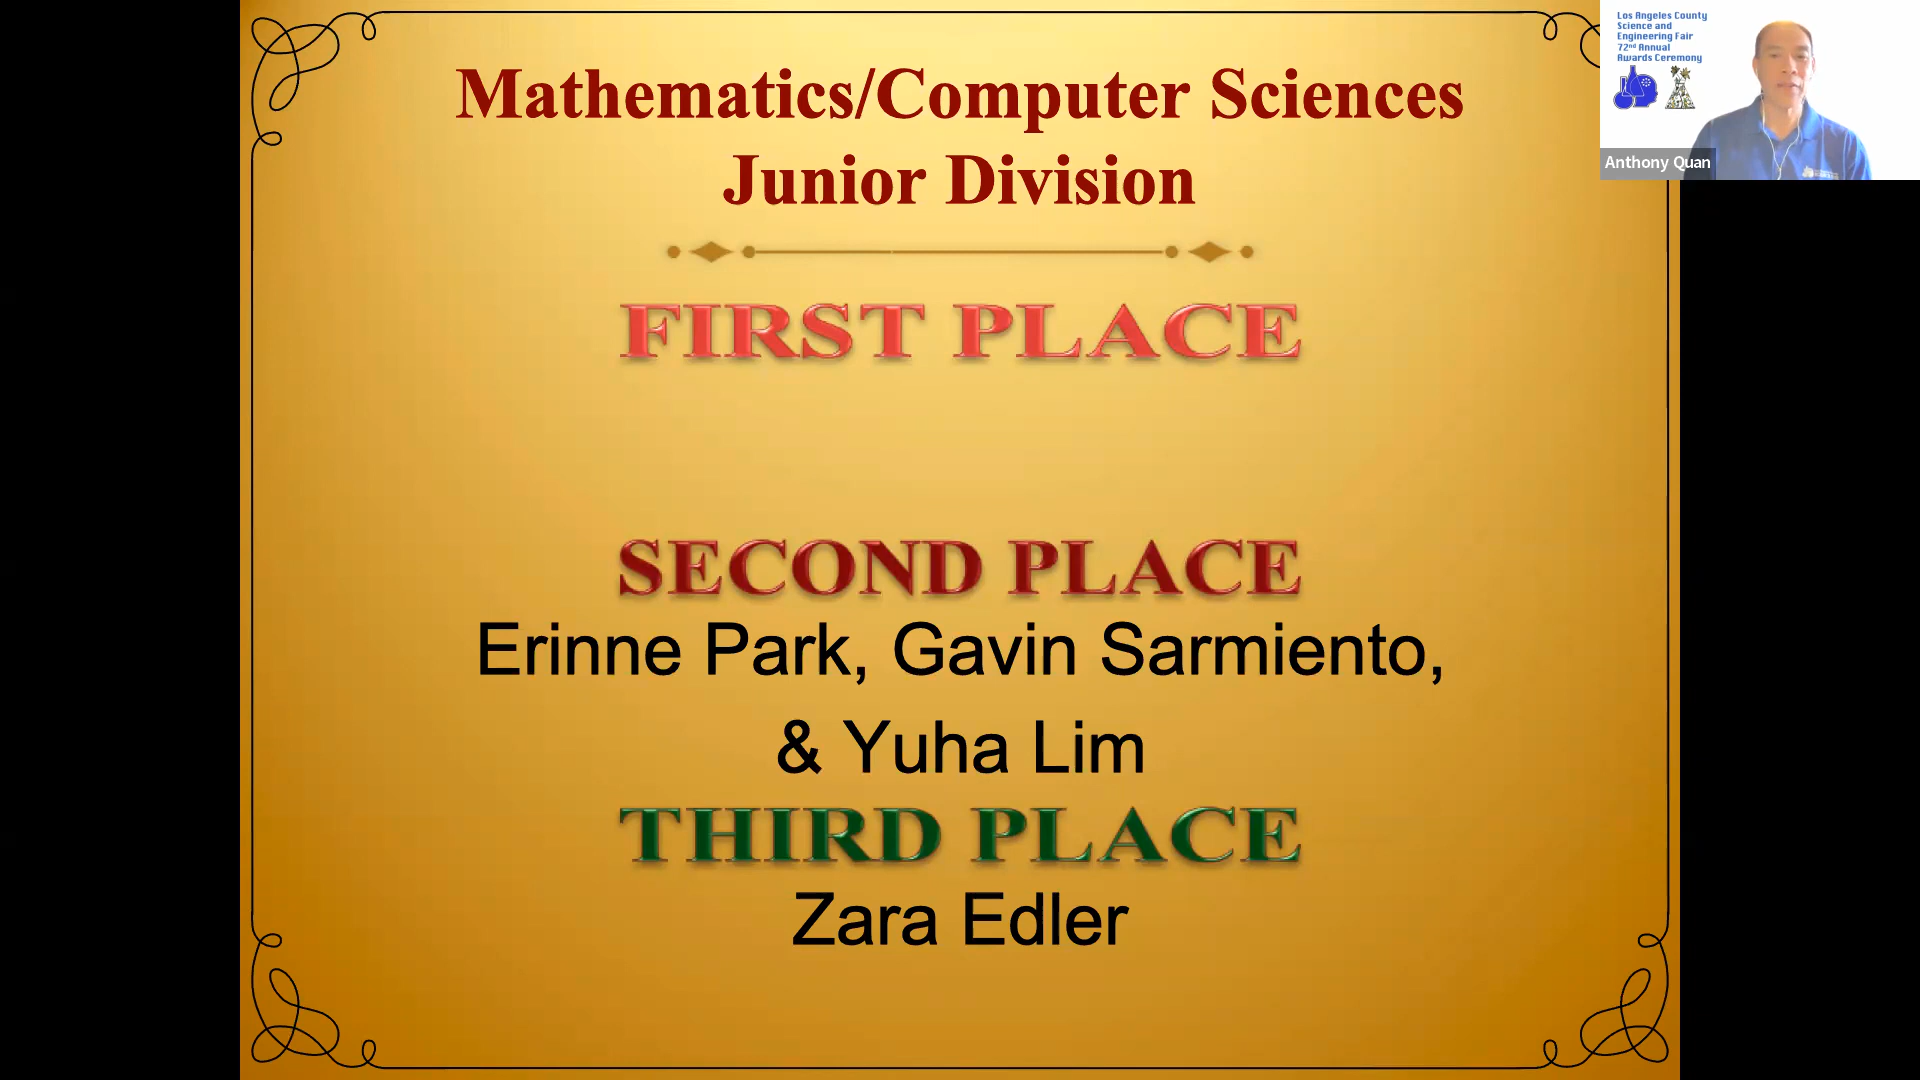 Mathematics/Computer Sciences
Junior Division
FIRST PLACE
SECOND PLACE
Erinne Park, Gavin Sarmiento,
& Yuha Lim
THIRD PLACE
Zara Edler
Los Angeles County
Science and
Engineering Fair
72nd Annual
Awards Ceremony
Anthony Quan